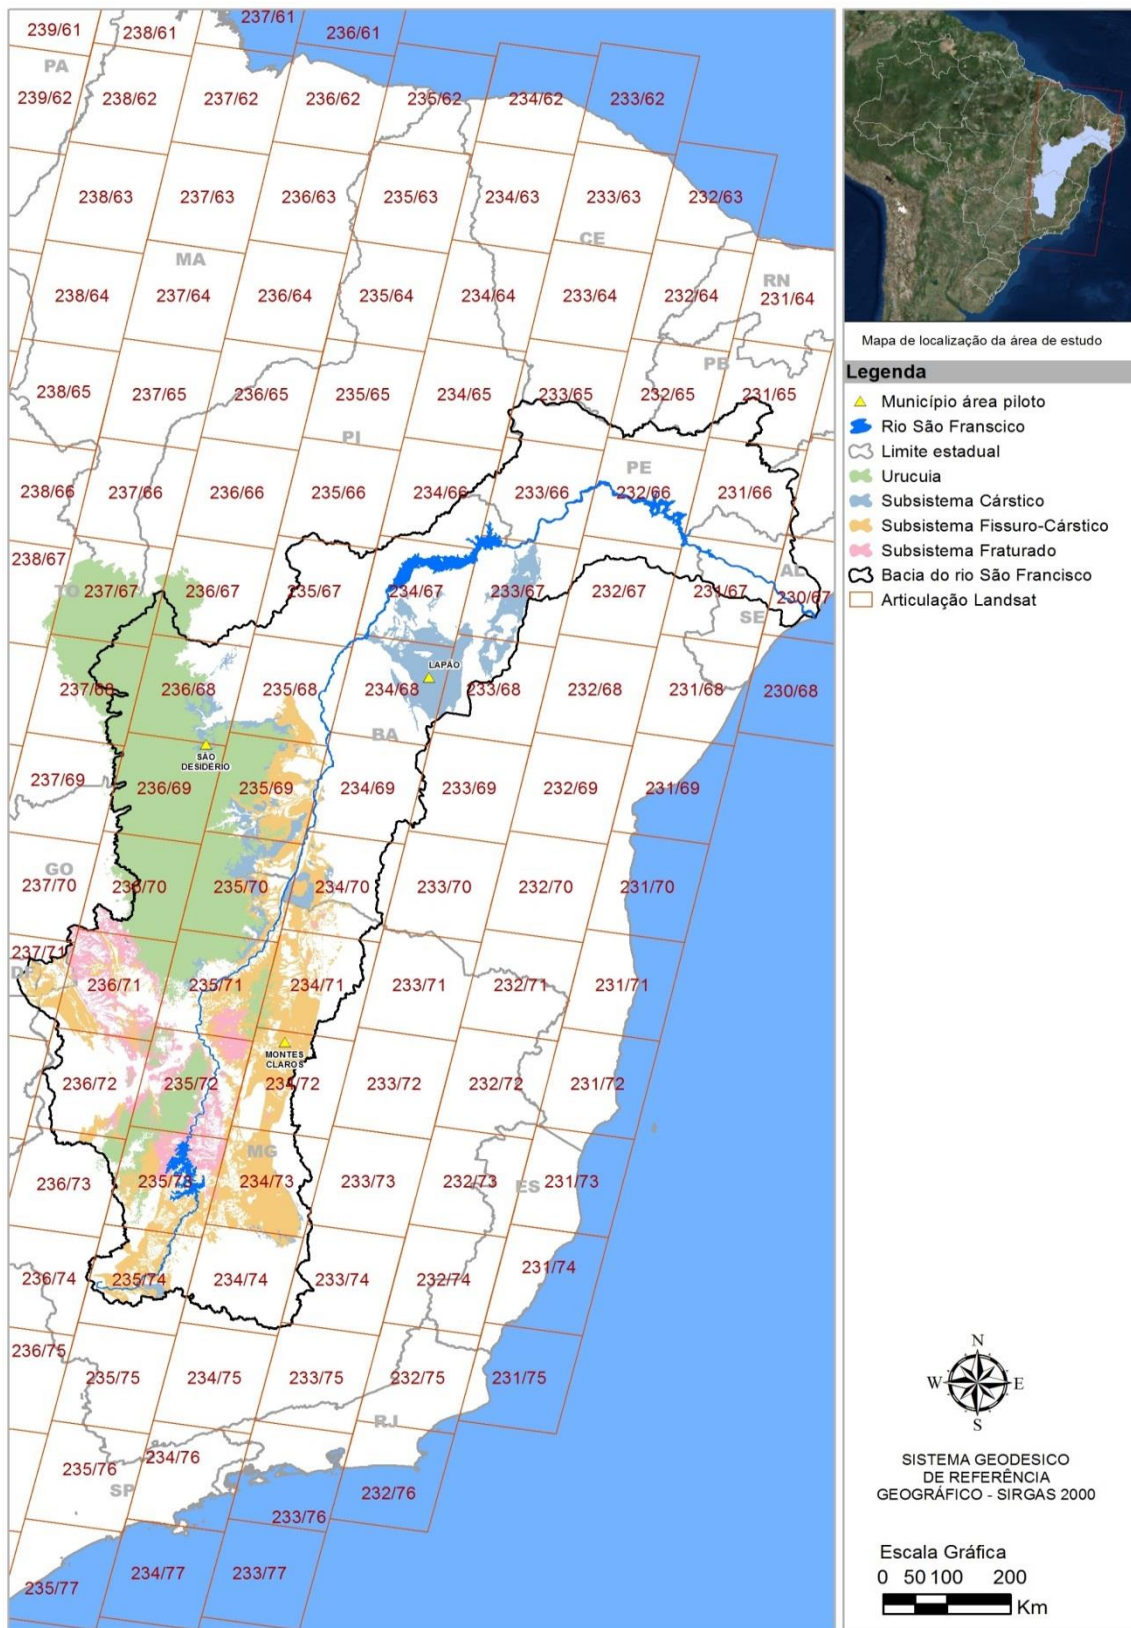 237/61
239/61
238/61
236/61
PA
239/62
238/62
237/62
236/62
235/62
234/62
233/62
238/63
237/63
236/63
235/63
234/63
233/63
232/63
CE
MA
RN
238/64
237/64
236/64
235/64
234/64
233/64
232/64
231/64
PB
238/65
237/65
236/65
235/65
234/65
233/65
232/65
231/65
PI
PE
238/66
237/66
236/66
235/66
234/66
233/66
232/66
231/66
238/67
AL
TO
237/67
236/67
235/67
234/67
233/67
232/67
231/67
230/67
SE
LAPÃO
237/68
236/68
235/68
234/68
233/68
232/68
231/68
230/68
BA
SÃO
DESIDERIO
237/69
236/69
235/69
234/69
233/69
232/69
231/69
GO
237/70
236/70
235/70
234/70
233/70
232/70
231/70
237/71
DF
236/71
235/71
234/71
233/71
232/71
231/71
MONTES
CLAROS
236/72
235/72
234/72
233/72
232/72
231/72
MG
236/73
235/73
234/73
233/73
232/73
ES
231/73
236/74
235/74
234/74
233/74
232/74
231/74
236/75
235/75
234/75
233/75
232/75
231/75
RJ
235/76
234/76
SP
232/76
233/76
235/77
234/77
233/77
Mapa de localização da área de estudo
Legenda
Município área piloto
Rio São Franscico
Limite estadual
Urucuia
Subsistema Cárstico
Subsistema Fissuro-Cárstico
Subsistema Fraturado
Bacia do rio São Francisco
Articulação Landsat
N
W E
S
SISTEMA GEODESICO
DE REFERÊNCIA
GEOGRÁFICO - SIRGAS 2000
Escala Gráfica
0 50 100 200
Km